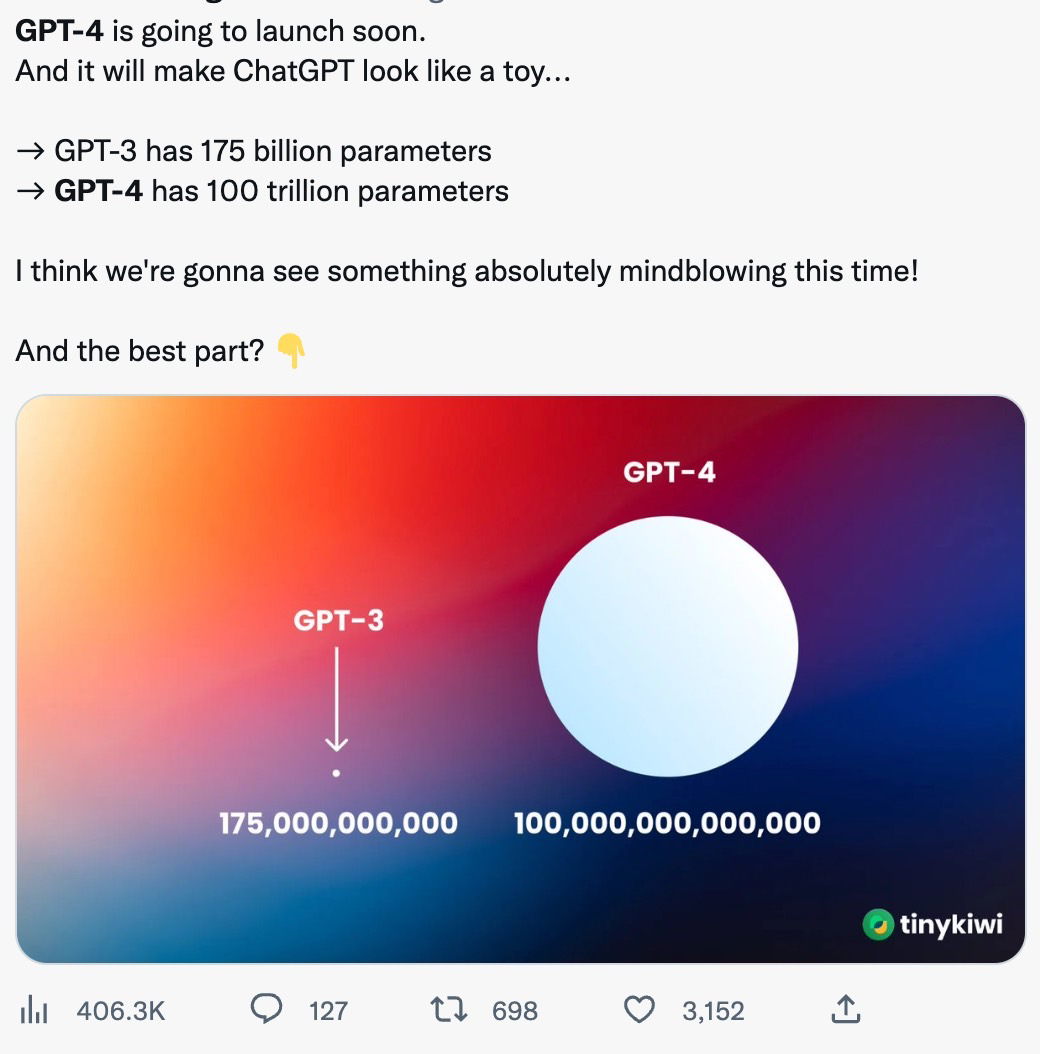 GPT-4 is going to launch soon.
And it will make ChatGPT look like a toy...
→ GPT-3 has 175 billion parameters
→ GPT-4 has 100 trillion parameters
I think we're gonna see something absolutely mindblowing this time!
And the best part? 👇
GPT-4
GPT-3
175,000,000,000 100,000,000,000,000
tinykiwi
406.3K 127 698 3,152